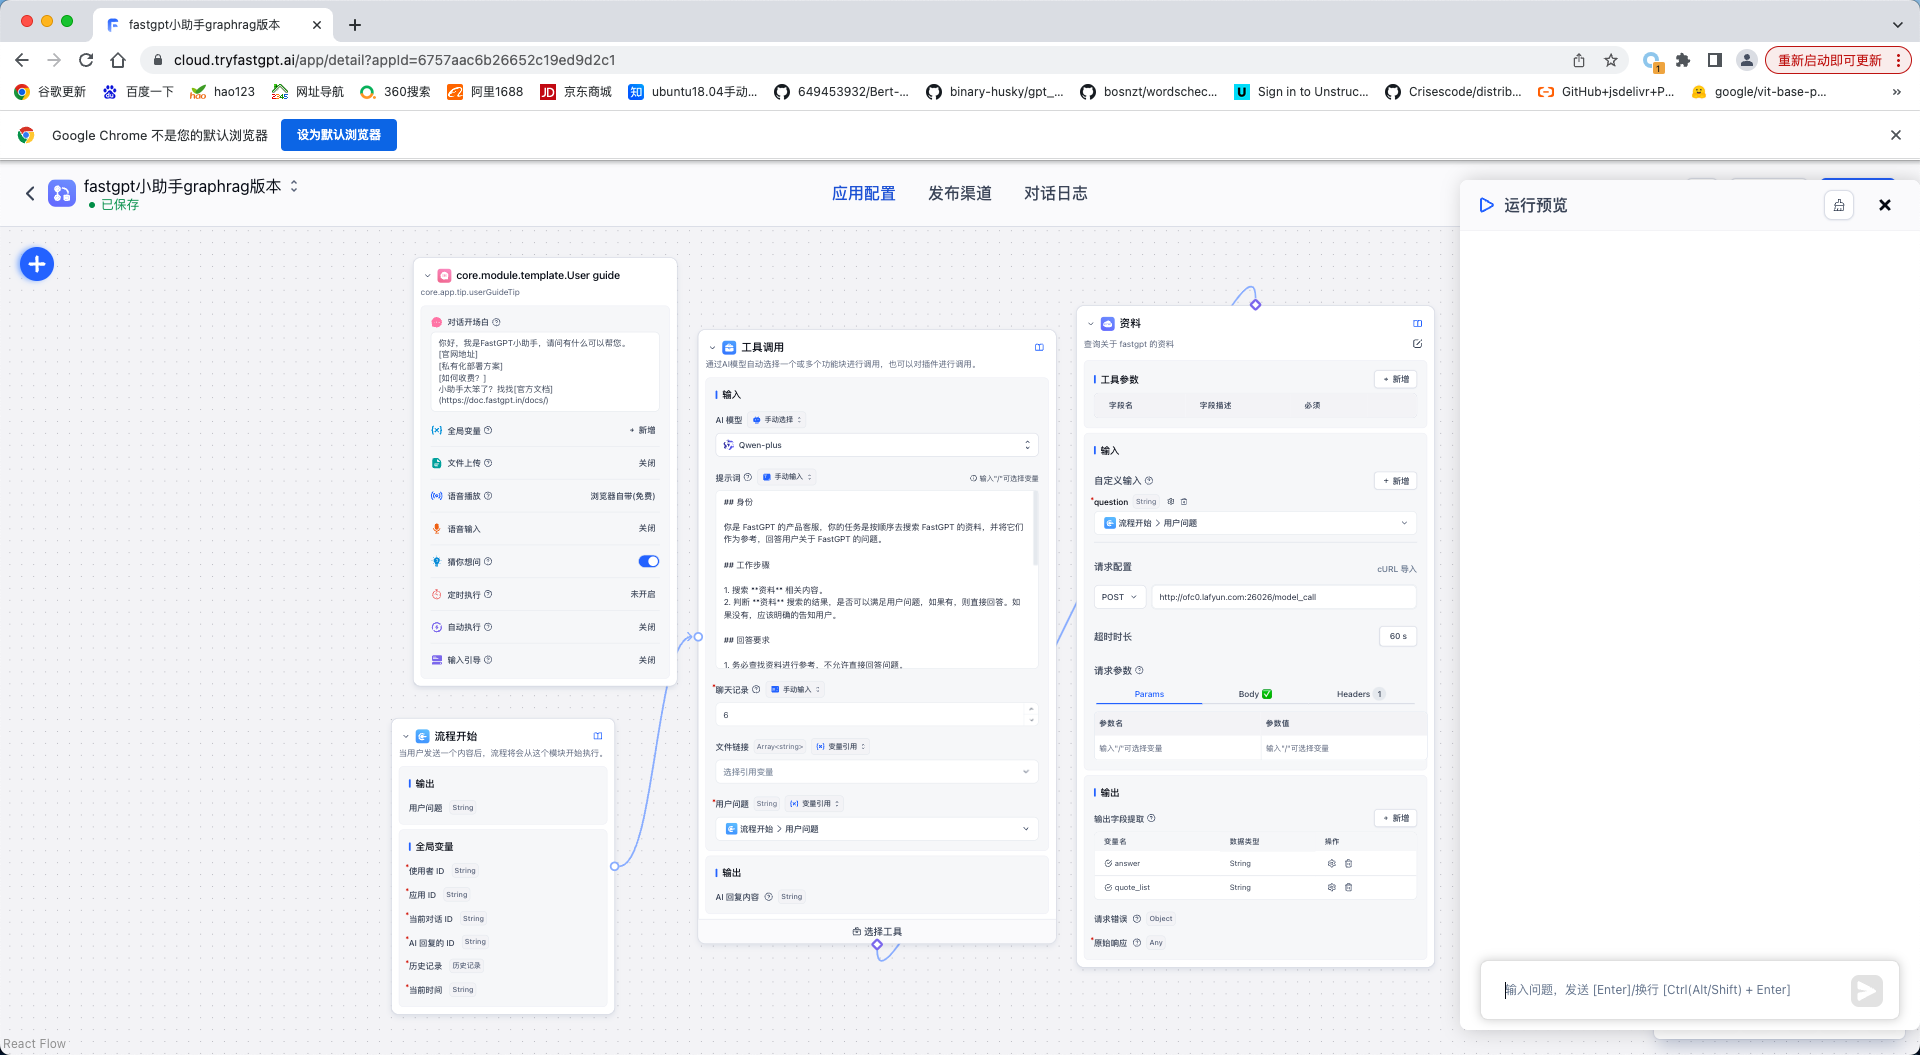 fastgpt小助手graphrag版本
cloud.tryfastgpt.ai/app/detail?appId=6757aac6b26652c19ed9d2c1
1
重新启动即可更新
谷歌更新 百度一下 hao123 网址导航 360搜索 阿里1688 京东商城 ubuntu18.04手动... 649453932/Bert-... binary-husky/gpt_... bosnzt/wordschec... Sign in to Unstruc... Crisescode/distrib... GitHub+jsdelivr+P... google/vit-base-p...
Google Chrome 不是您的默认浏览器 设为默认浏览器
fastgpt小助手graphrag版本
已保存
应用配置 发布渠道 对话日志
core.module.template.User guide
core.app.tip.userGuideTip
对话开场白
你好，我是FastGPT小助手，请问有什么可以帮您。
[官网地址]
[私有化部署方案]
[如何收费？]
小助手太笨了？找找[官方文档]
(https://doc.fastgpt.in/docs/)
全局变量 + 新增
文件上传 关闭
语音播放 浏览器自带(免费)
语音输入 关闭
猜你想问
定时执行 未开启
自动执行 关闭
输入引导 关闭
流程开始
当用户发送一个内容后，流程将会从这个模块开始执行。
输出
用户问题 String
全局变量
*使用者 ID String
*应用 ID String
*当前对话 ID String
*AI 回复的 ID String
*历史记录 历史记录
*当前时间 String
React Flow
工具调用
通过AI模型自动选择一个或多个功能块进行调用，也可以对插件进行调用。
输入
AI 模型 手动选择
Qwen-plus
提示词 手动输入 输入"/"可选择变量
## 身份
你是 FastGPT 的产品客服，你的任务是按顺序去搜索 FastGPT 的资料，并将它们
作为参考，回答用户关于 FastGPT 的问题。
## 工作步骤
1. 搜索 **资料** 相关内容。
2. 判断 **资料** 搜索的结果，是否可以满足用户问题，如果有，则直接回答。如
果没有，应该明确的告知用户。
## 回答要求
1. 务必查找资料进行参考，不允许直接回答问题。
*聊天记录 手动输入
6
文件链接 Array<string> 变量引用
选择引用变量
*用户问题 String 变量引用
流程开始 > 用户问题
输出
AI 回复内容 String
选择工具
资料
查询关于 fastgpt 的资料
工具参数 + 新增
字段名 字段描述 必须
输入
自定义输入 + 新增
*question String
流程开始 > 用户问题
请求配置 cURL 导入
POST http://ofc0.lafyun.com:26026/model_call
超时时长 60 s
请求参数
Params Body Headers 1
参数名 参数值
输入"/"可选择变量 输入"/"可选择变量
输出
输出字段提取 + 新增
变量名 数据类型 操作
answer String
quote_list String
请求错误 Object
*原始响应 Any
运行预览
输入问题，发送 [Enter]/换行 [Ctrl(Alt/Shift) + Enter]